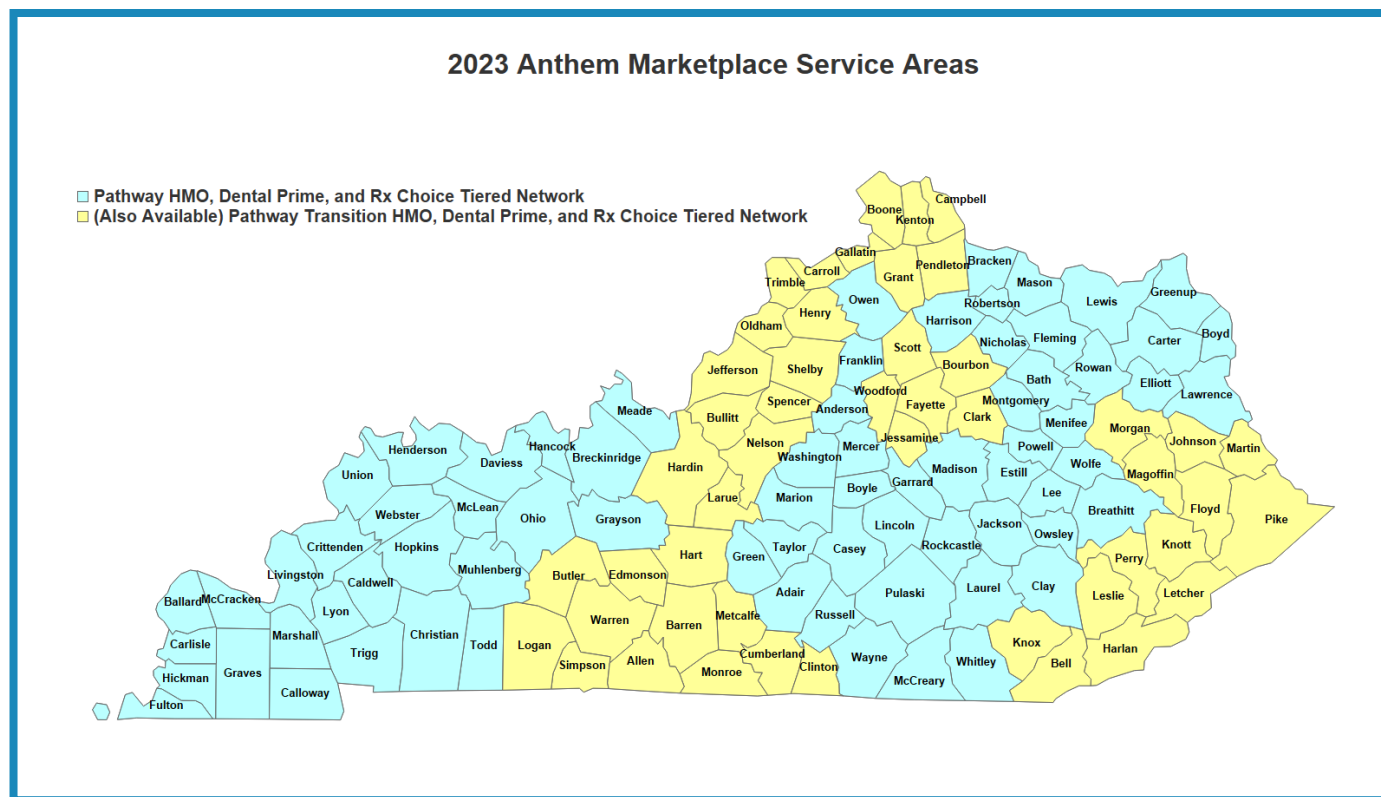 2023 Anthem Marketplace Service Areas
Pathway HMO, Dental Prime, and Rx Choice Tiered Network
(Also Available) Pathway Transition HMO, Dental Prime, and Rx Choice Tiered Network
Campbell
Boone
Kenton
Gallatin
Carroll
Grant
Pendleton
Bracken
Trimble
Mason
Owen
Robertson
Lewis
Greenup
Henry
Harrison
Oldham
Nicholas
Fleming
Carter
Boyd
Franklin
Scott
Bourbon
Jefferson
Shelby
Rowan
Bath
Elliott
Woodford
Montgomery
Lawrence
Spencer
Anderson
Fayette
Clark
Meade
Bullitt
Menifee
Morgan
Nelson
Jessamine
Johnson
Hancock
Mercer
Powell
Martin
Henderson
Daviess
Breckinridge
Washington
Wolfe
Hardin
Madison
Estill
Magoffin
Union
Garrard
Boyle
Lee
Larue
Marion
McLean
Breathitt
Floyd
Webster
Ohio
Grayson
Lincoln
Jackson
Pike
Owsley
Crittenden
Hopkins
Taylor
Casey
Rockcastle
Knott
Hart
Green
Perry
Livingston
Caldwell
Muhlenberg
Butler
Edmonson
Clay
Laurel
Adair
Pulaski
Leslie
Letcher
Ballard
McCracken
Lyon
Russell
Metcalfe
Warren
Barren
Marshall
Christian
Carlisle
Trigg
Todd
Logan
Knox
Harlan
Cumberland
Wayne
Whitley
Allen
Simpson
Clinton
Bell
Monroe
Graves
Hickman
McCreary
Calloway
Fulton